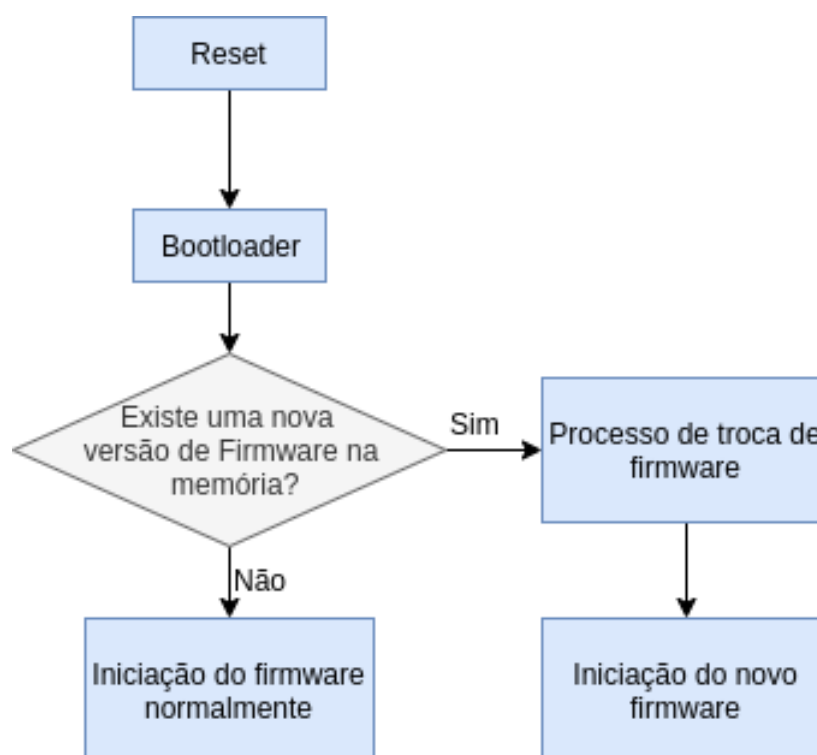 Reset
Bootloader
Existe uma nova
versão de Firmware na
memória?
Sim
Processo de troca de
firmware
Não
Iniciação do firmware
normalmente
Iniciação do novo
firmware